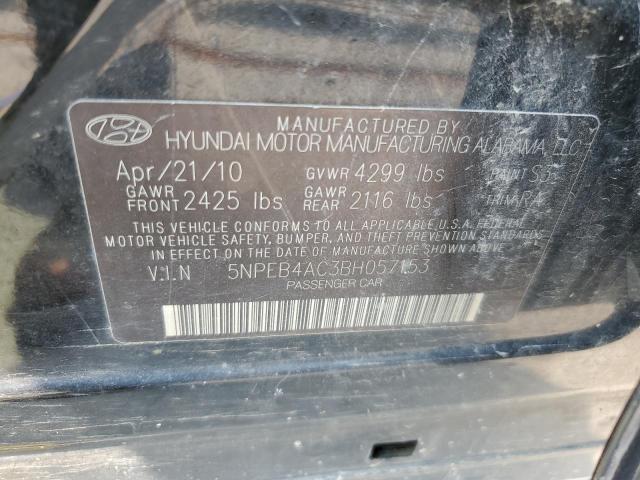 MANUFACTURED BY
HYUNDAI MOTOR MANUFACTURING ALABAMA, LLC
Apr/21/10 GVWR 4299 lbs PAINT
GAWR FRONT 2425 lbs GAWR REAR 2116 lbs TRIM
THIS VEHICLE CONFORMS TO ALL APPLICABLE U.S.A. FEDERAL
MOTOR VEHICLE SAFETY, BUMPER, AND THEFT PREVENTION STANDARDS
IN EFFECT ON THE DATE OF MANUFACTURE SHOWN ABOVE.
V.I.N 5NPEB4AC3BH057153
PASSENGER CAR